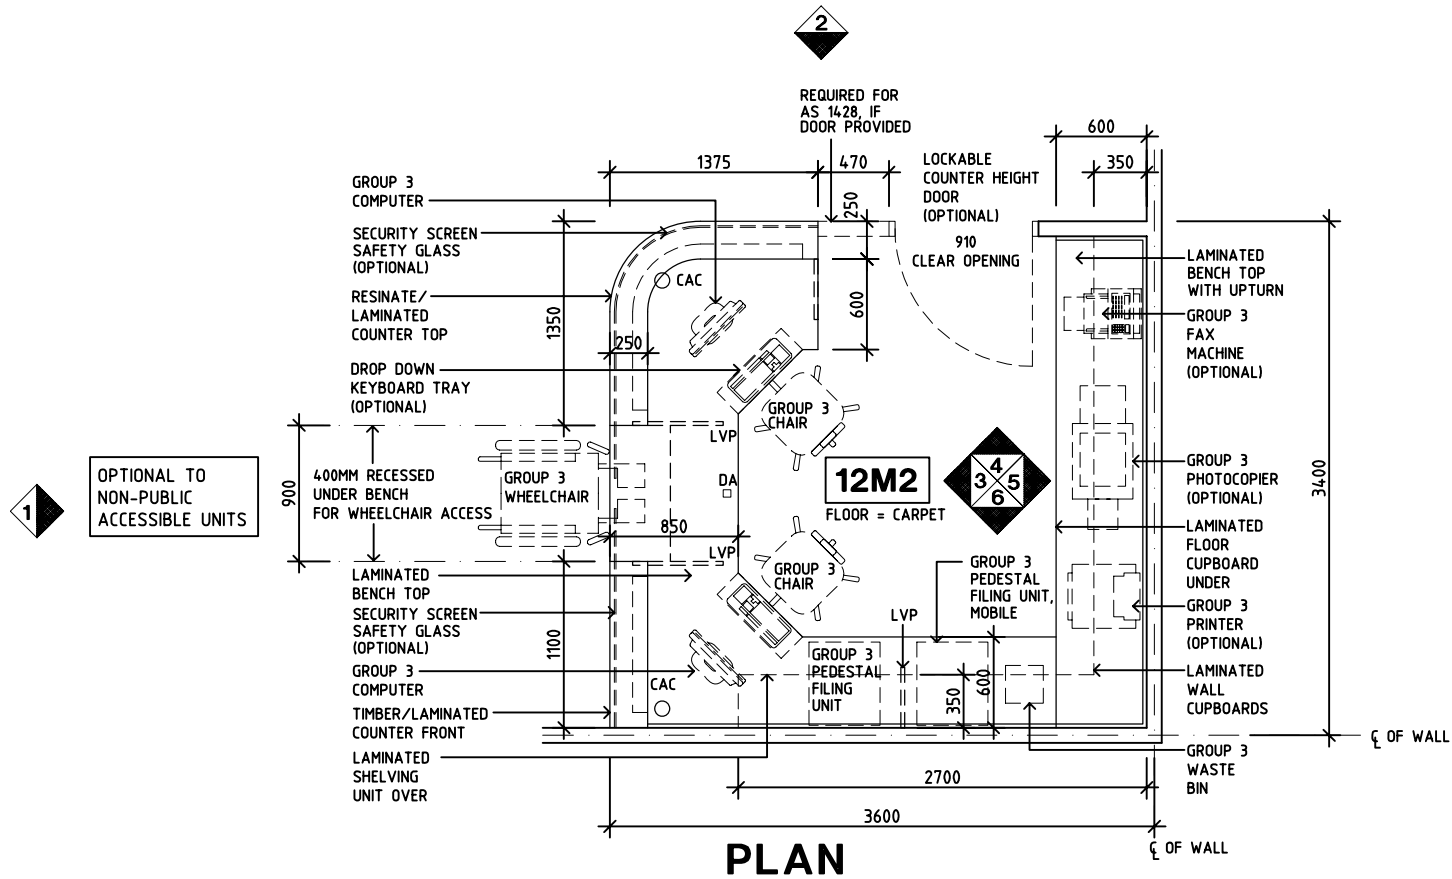 2
REQUIRED FOR
AS 1428, IF
DOOR PROVIDED
600
1375
470
350
LOCKABLE
COUNTER HEIGHT
DOOR
(OPTIONAL)
GROUP 3
COMPUTER
250
SECURITY SCREEN
SAFETY GLASS
(OPTIONAL)
910
CLEAR OPENING
LAMINATED
BENCH TOP
WITH UPTURN
CAC
RESINATE/
LAMINATED
COUNTER TOP
1350
600
GROUP 3
FAX
MACHINE
(OPTIONAL)
250
DROP DOWN
KEYBOARD TRAY
(OPTIONAL)
GROUP 3
CHAIR
LVP
OPTIONAL TO
NON-PUBLIC
ACCESSIBLE UNITS
1
900
400MM RECESSED
UNDER BENCH
FOR WHEELCHAIR ACCESS
GROUP 3
WHEELCHAIR
DA
12M2
FLOOR = CARPET
4
3
5
6
GROUP 3
PHOTOCOPIER
(OPTIONAL)
3400
850
LVP
LAMINATED
FLOOR
CUPBOARD
UNDER
GROUP 3
CHAIR
GROUP 3
PEDESTAL
FILING UNIT,
MOBILE
LAMINATED
BENCH TOP
SECURITY SCREEN
SAFETY GLASS
(OPTIONAL)
1100
LVP
GROUP 3
PRINTER
(OPTIONAL)
GROUP 3
COMPUTER
CAC
GROUP 3
PEDESTAL
FILING
UNIT
350
600
LAMINATED
WALL
CUPBOARDS
TIMBER/LAMINATED
COUNTER FRONT
LAMINATED
SHELVING
UNIT OVER
GROUP 3
WASTE
BIN
℄ OF WALL
2700
3600
℄ OF WALL
PLAN